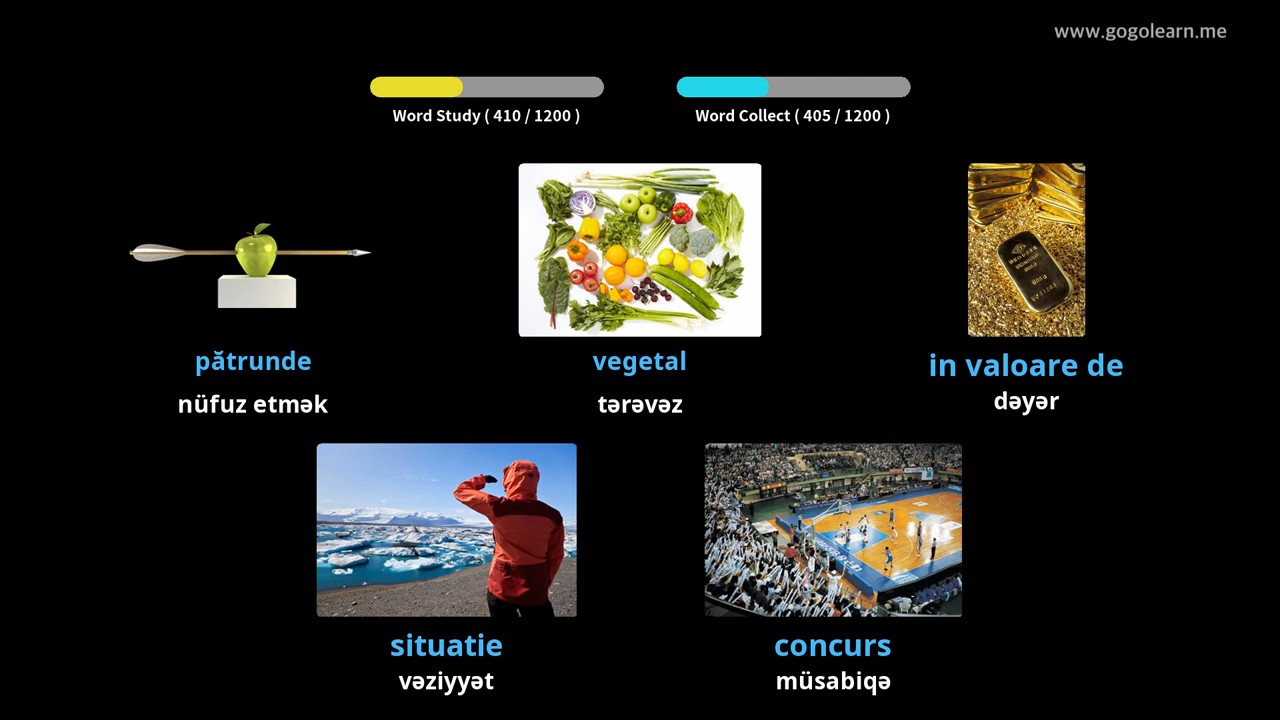 www.gogolearn.me
Word Study ( 410 / 1200 )
Word Collect ( 405 / 1200 )
pătrunde
nüfuz etmək
vegetal
tərəvəz
in valoare de
dəyər
situatie
vəziyyət
concurs
müsabiqə